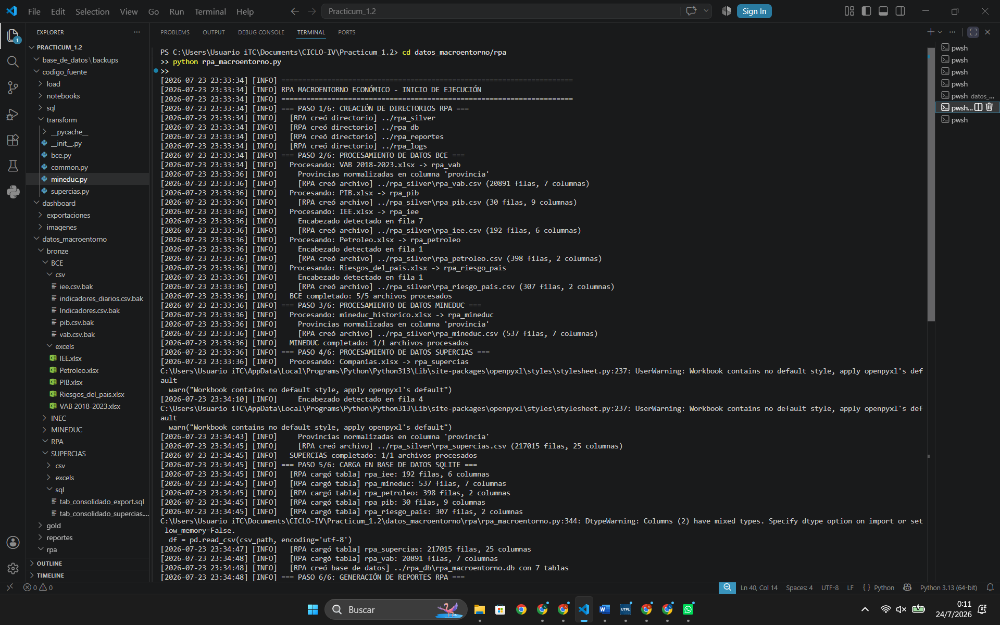 File Edit Selection View Go Run Terminal Help
Practicum_1.2
Sign In
EXPLORER
PRACTICUM_1.2
base_de_datos\backups
codigo_fuente
load
notebooks
sql
transform
__pycache__
__init__.py
bce.py
common.py
mineduc.py
supercias.py
dashboard
exportaciones
imagenes
datos_macroentorno
bronze
BCE
csv
iee.csv.bak
indicadores_diarios.csv.bak
Indicadores.csv.bak
pib.csv.bak
vab.csv.bak
excels
IEE.xlsx
Petroleo.xlsx
PIB.xlsx
Riesgos_del_pais.xlsx
VAB 2018-2023.xlsx
INEC
MINEDUC
RPA
SUPERCIAS
csv
excels
sql
tab_consolidado_export.sql
tab_consolidado_supercias....
gold
reportes
rpa
OUTLINE
TIMELINE
PROBLEMS OUTPUT DEBUG CONSOLE TERMINAL PORTS
PS C:\Users\Usuario iTC\Documents\CICLO-IV\Practicum_1.2> cd datos_macroentorno/rpa
>> python rpa_macroentorno.py
>>
[2026-07-23 23:33:34] [INFO] ======================================================================
[2026-07-23 23:33:34] [INFO] RPA MACROENTORNO ECONÓMICO - INICIO DE EJECUCIÓN
[2026-07-23 23:33:34] [INFO] ======================================================================
[2026-07-23 23:33:34] [INFO] === PASO 1/6: CREACIÓN DE DIRECTORIOS RPA ===
[2026-07-23 23:33:34] [INFO]   [RPA creó directorio] ../rpa_silver
[2026-07-23 23:33:34] [INFO]   [RPA creó directorio] ../rpa_db
[2026-07-23 23:33:34] [INFO]   [RPA creó directorio] ../rpa_reportes
[2026-07-23 23:33:34] [INFO]   [RPA creó directorio] ../rpa_logs
[2026-07-23 23:33:34] [INFO] === PASO 2/6: PROCESAMIENTO DE DATOS BCE ===
[2026-07-23 23:33:34] [INFO]   Procesando: VAB 2018-2023.xlsx -> rpa_vab
[2026-07-23 23:33:36] [INFO]     Provincias normalizadas en columna 'provincia'
[2026-07-23 23:33:36] [INFO]     [RPA creó archivo] ../rpa_silver\rpa_vab.csv (20891 filas, 7 columnas)
[2026-07-23 23:33:36] [INFO]   Procesando: PIB.xlsx -> rpa_pib
[2026-07-23 23:33:36] [INFO]     [RPA creó archivo] ../rpa_silver\rpa_pib.csv (30 filas, 9 columnas)
[2026-07-23 23:33:36] [INFO]   Procesando: IEE.xlsx -> rpa_iee
[2026-07-23 23:33:36] [INFO]     Encabezado detectado en fila 7
[2026-07-23 23:33:36] [INFO]     [RPA creó archivo] ../rpa_silver\rpa_iee.csv (192 filas, 6 columnas)
[2026-07-23 23:33:36] [INFO]   Procesando: Petroleo.xlsx -> rpa_petroleo
[2026-07-23 23:33:36] [INFO]     Encabezado detectado en fila 1
[2026-07-23 23:33:36] [INFO]     [RPA creó archivo] ../rpa_silver\rpa_petroleo.csv (398 filas, 2 columnas)
[2026-07-23 23:33:36] [INFO]   Procesando: Riesgos_del_pais.xlsx -> rpa_riesgo_pais
[2026-07-23 23:33:36] [INFO]     Encabezado detectado en fila 1
[2026-07-23 23:33:36] [INFO]     [RPA creó archivo] ../rpa_silver\rpa_riesgo_pais.csv (307 filas, 2 columnas)
[2026-07-23 23:33:36] [INFO]   BCE completado: 5/5 archivos procesados
[2026-07-23 23:33:36] [INFO] === PASO 3/6: PROCESAMIENTO DE DATOS MINEDUC ===
[2026-07-23 23:33:36] [INFO]   Procesando: mineduc_historico.xlsx -> rpa_mineduc
[2026-07-23 23:33:36] [INFO]     Provincias normalizadas en columna 'provincia'
[2026-07-23 23:33:36] [INFO]     [RPA creó archivo] ../rpa_silver\rpa_mineduc.csv (537 filas, 7 columnas)
[2026-07-23 23:33:36] [INFO]   MINEDUC completado: 1/1 archivos procesados
[2026-07-23 23:33:36] [INFO] === PASO 4/6: PROCESAMIENTO DE DATOS SUPERCIAS ===
[2026-07-23 23:33:36] [INFO]   Procesando: Companias.xlsx -> rpa_supercias
C:\Users\Usuario iTC\AppData\Local\Programs\Python\Python313\Lib\site-packages\openpyxl\styles\stylesheet.py:237: UserWarning: Workbook contains no default style, apply openpyxl's def
ault
  warn("Workbook contains no default style, apply openpyxl's default")
[2026-07-23 23:34:10] [INFO]     Encabezado detectado en fila 4
C:\Users\Usuario iTC\AppData\Local\Programs\Python\Python313\Lib\site-packages\openpyxl\styles\stylesheet.py:237: UserWarning: Workbook contains no default style, apply openpyxl's def
ault
  warn("Workbook contains no default style, apply openpyxl's default")
[2026-07-23 23:34:43] [INFO]     Provincias normalizadas en columna 'provincia'
[2026-07-23 23:34:45] [INFO]     [RPA creó archivo] ../rpa_silver\rpa_supercias.csv (217015 filas, 25 columnas)
[2026-07-23 23:34:45] [INFO]   SUPERCIAS completado: 1/1 archivos procesados
[2026-07-23 23:34:45] [INFO] === PASO 5/6: CARGA EN BASE DE DATOS SQLITE ===
[2026-07-23 23:34:45] [INFO]   [RPA cargó tabla] rpa_iee: 192 filas, 6 columnas
[2026-07-23 23:34:45] [INFO]   [RPA cargó tabla] rpa_mineduc: 537 filas, 7 columnas
[2026-07-23 23:34:45] [INFO]   [RPA cargó tabla] rpa_petroleo: 398 filas, 2 columnas
[2026-07-23 23:34:45] [INFO]   [RPA cargó tabla] rpa_pib: 30 filas, 9 columnas
[2026-07-23 23:34:45] [INFO]   [RPA cargó tabla] rpa_riesgo_pais: 307 filas, 2 columnas
C:\Users\Usuario iTC\Documents\CICLO-IV\Practicum_1.2\datos_macroentorno\rpa\rpa_macroentorno.py:344: DtypeWarning: Columns (2) have mixed types. Specify dtype option on import or set
 low_memory=False.
  df = pd.read_csv(csv_path, encoding='utf-8')
[2026-07-23 23:34:47] [INFO]   [RPA cargó tabla] rpa_supercias: 217015 filas, 25 columnas
[2026-07-23 23:34:48] [INFO]   [RPA cargó tabla] rpa_vab: 20891 filas, 7 columnas
[2026-07-23 23:34:48] [INFO]   [RPA creó base de datos] ../rpa_db\rpa_macroentorno.db con 7 tablas
[2026-07-23 23:34:48] [INFO] === PASO 6/6: GENERACIÓN DE REPORTES RPA ===
pwsh
pwsh
pwsh
pwsh
pwsh datos_...
pwsh...
pwsh
0 0
Ln 40, Col 14 Spaces: 4 UTF-8 LF { } Python Python 3.13 (64-bit)
Buscar
UTPL
0:11
24/7/2026